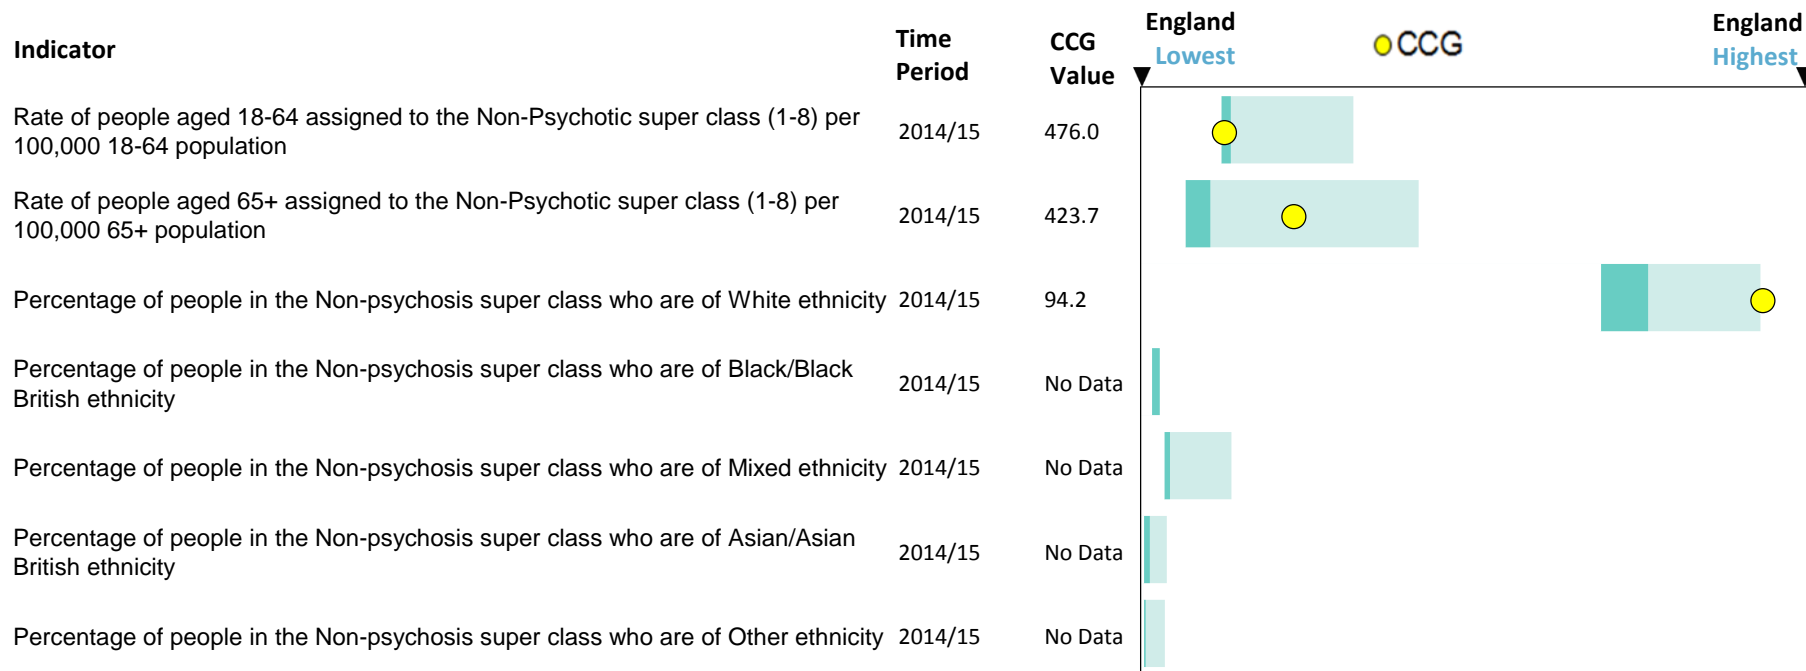 Indicator
Time
Period
CCG
Value
England
Lowest
CCG
England
Highest
Rate of people aged 18-64 assigned to the Non-Psychotic super class (1-8) per
100,000 18-64 population
2014/15
476.0
Rate of people aged 65+ assigned to the Non-Psychotic super class (1-8) per
100,000 65+ population
2014/15
423.7
Percentage of people in the Non-psychosis super class who are of White ethnicity
2014/15
94.2
Percentage of people in the Non-psychosis super class who are of Black/Black
British ethnicity
2014/15
No Data
Percentage of people in the Non-psychosis super class who are of Mixed ethnicity
2014/15
No Data
Percentage of people in the Non-psychosis super class who are of Asian/Asian
British ethnicity
2014/15
No Data
Percentage of people in the Non-psychosis super class who are of Other ethnicity
2014/15
No Data